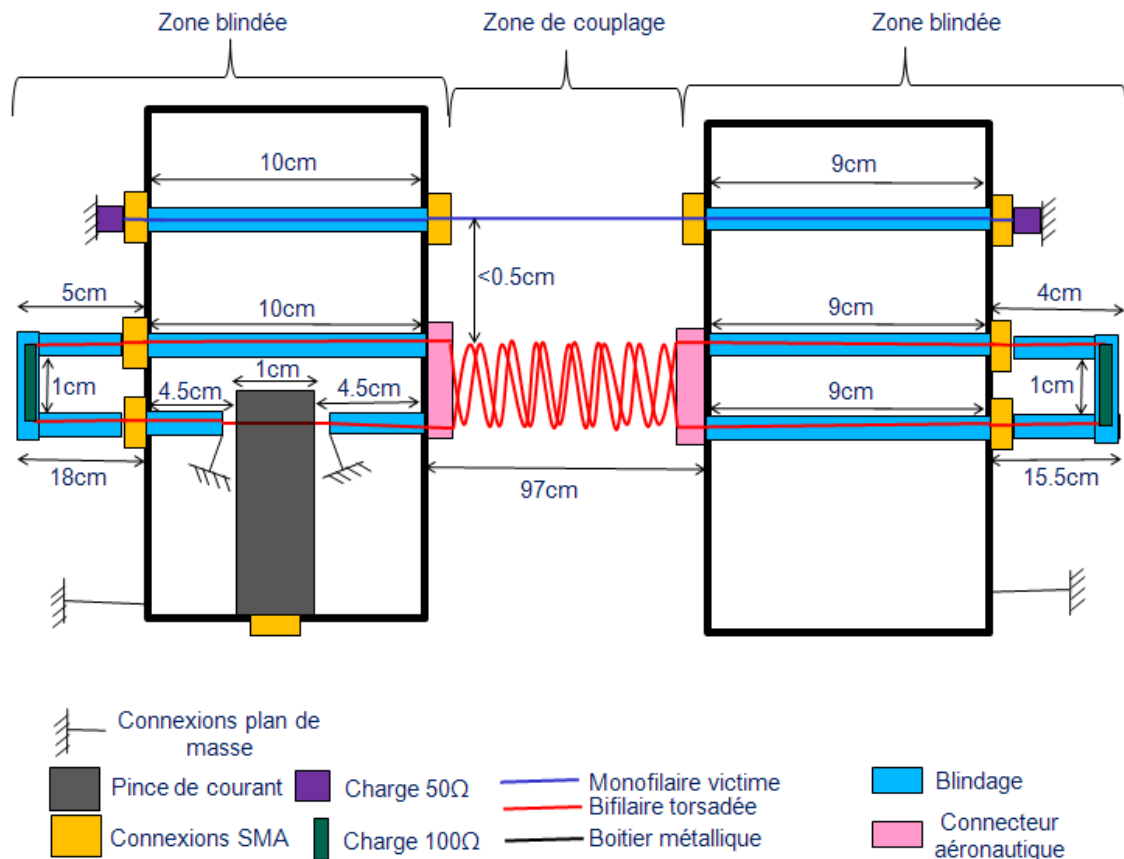 Zone blindée
Zone de couplage
Zone blindée
10cm
9cm
<0.5cm
5cm
10cm
9cm
4cm
1cm
4.5cm
1cm
4.5cm
9cm
1cm
18cm
97cm
15.5cm
Connexions plan de
masse
Pince de courant
Charge 50Ω
Monofilaire victime
Blindage
Bifilaire torsadée
Connexions SMA
Charge 100Ω
Boitier métallique
Connecteur
aéronautique